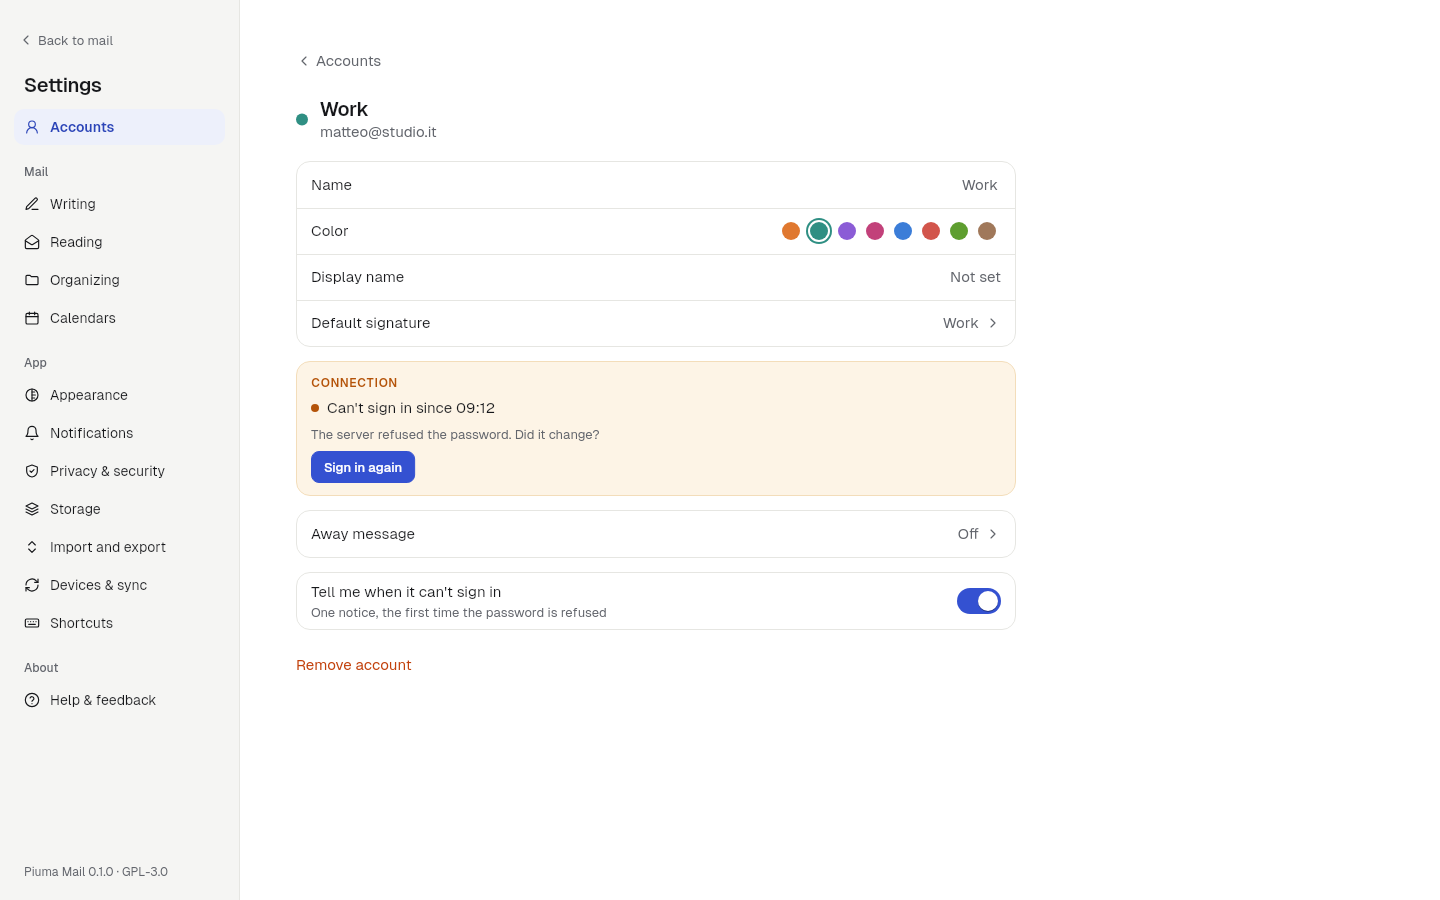 Back to mail
Settings
Accounts
Mail
Writing
Reading
Organizing
Calendars
App
Appearance
Notifications
Privacy & security
Storage
Import and export
Devices & sync
Shortcuts
About
Help & feedback
Piuma Mail 0.1.0 · GPL-3.0
Accounts
Work
matteo@studio.it
Name Work
Color
Display name Not set
Default signature Work
CONNECTION
Can't sign in since 09:12
The server refused the password. Did it change?
Sign in again
Away message Off
Tell me when it can't sign in
One notice, the first time the password is refused
Remove account